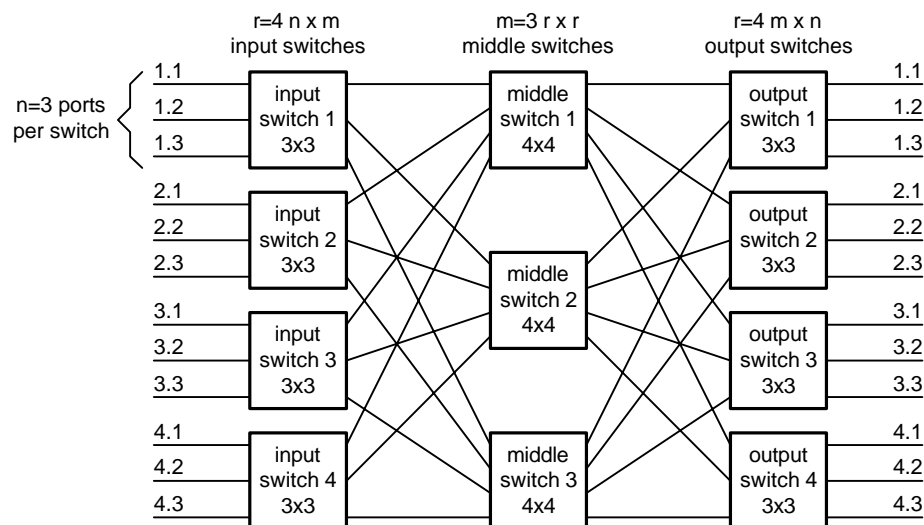 r=4 n x m
input switches
m=3 r x r
middle switches
r=4 m x n
output switches
n=3 ports
per switch
1.1
1.2
1.3
2.1
2.2
2.3
3.1
3.2
3.3
4.1
4.2
4.3
input
switch 1
3x3
input
switch 2
3x3
input
switch 3
3x3
input
switch 4
3x3
middle
switch 1
4x4
middle
switch 2
4x4
middle
switch 3
4x4
output
switch 1
3x3
output
switch 2
3x3
output
switch 3
3x3
output
switch 4
3x3
1.1
1.2
1.3
2.1
2.2
2.3
3.1
3.2
3.3
4.1
4.2
4.3